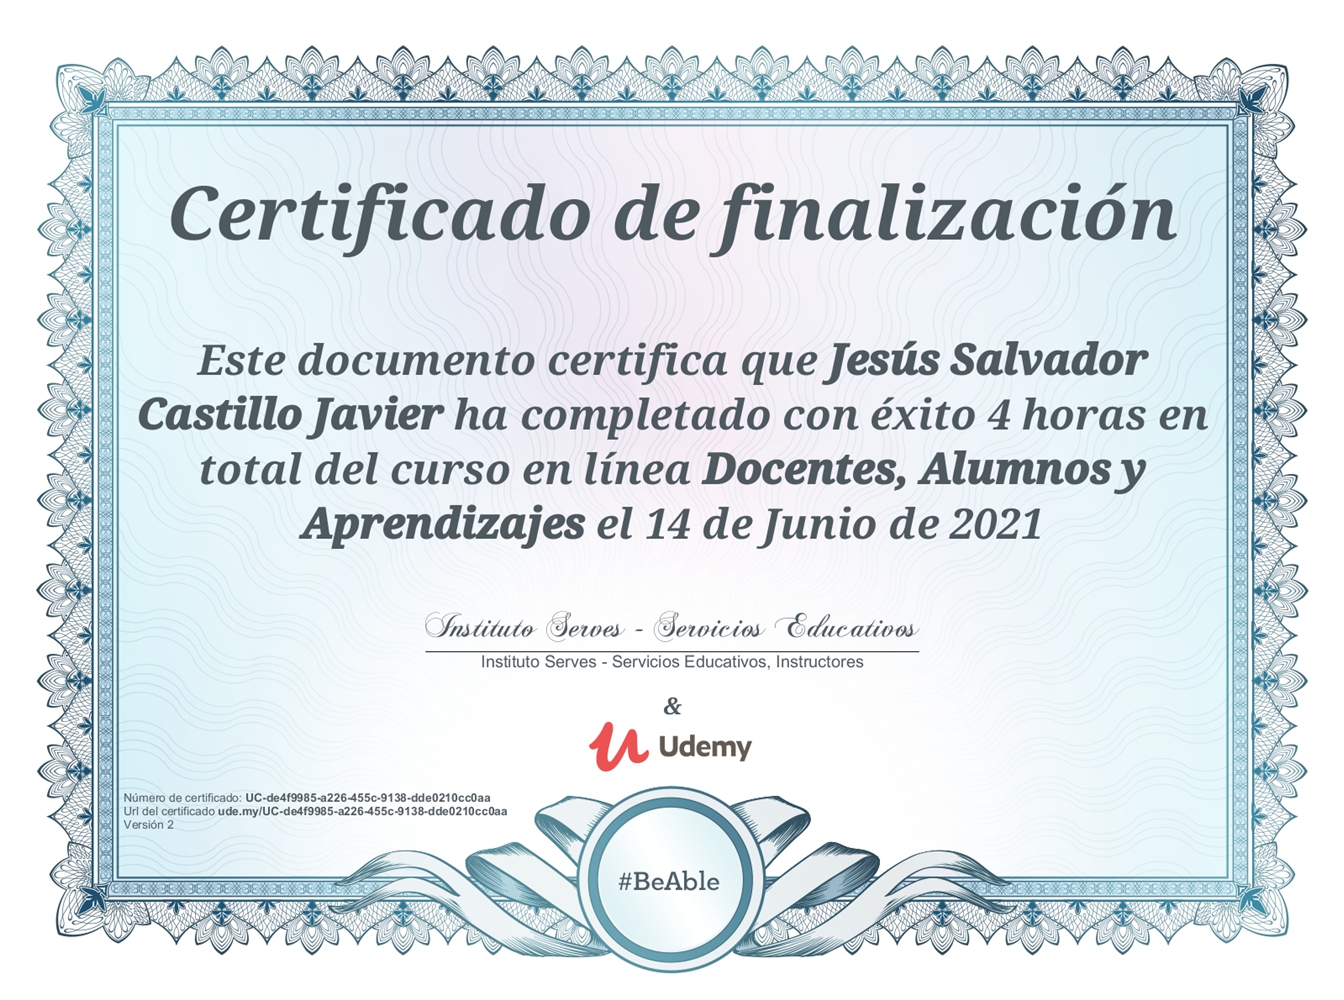 Certificado de finalización
Este documento certifica que Jesús Salvador
Castillo Javier ha completado con éxito 4 horas en
total del curso en línea Docentes, Alumnos y
Aprendizajes el 14 de Junio de 2021
Instituto Serves - Servicios Educativos
Instituto Serves - Servicios Educativos, Instructores
&
Udemy
Número de certificado: UC-de4f9985-a226-455c-9138-dde0210cc0aa
Url del certificado ude.my/UC-de4f9985-a226-455c-9138-dde0210cc0aa
Versión 2
#BeAble